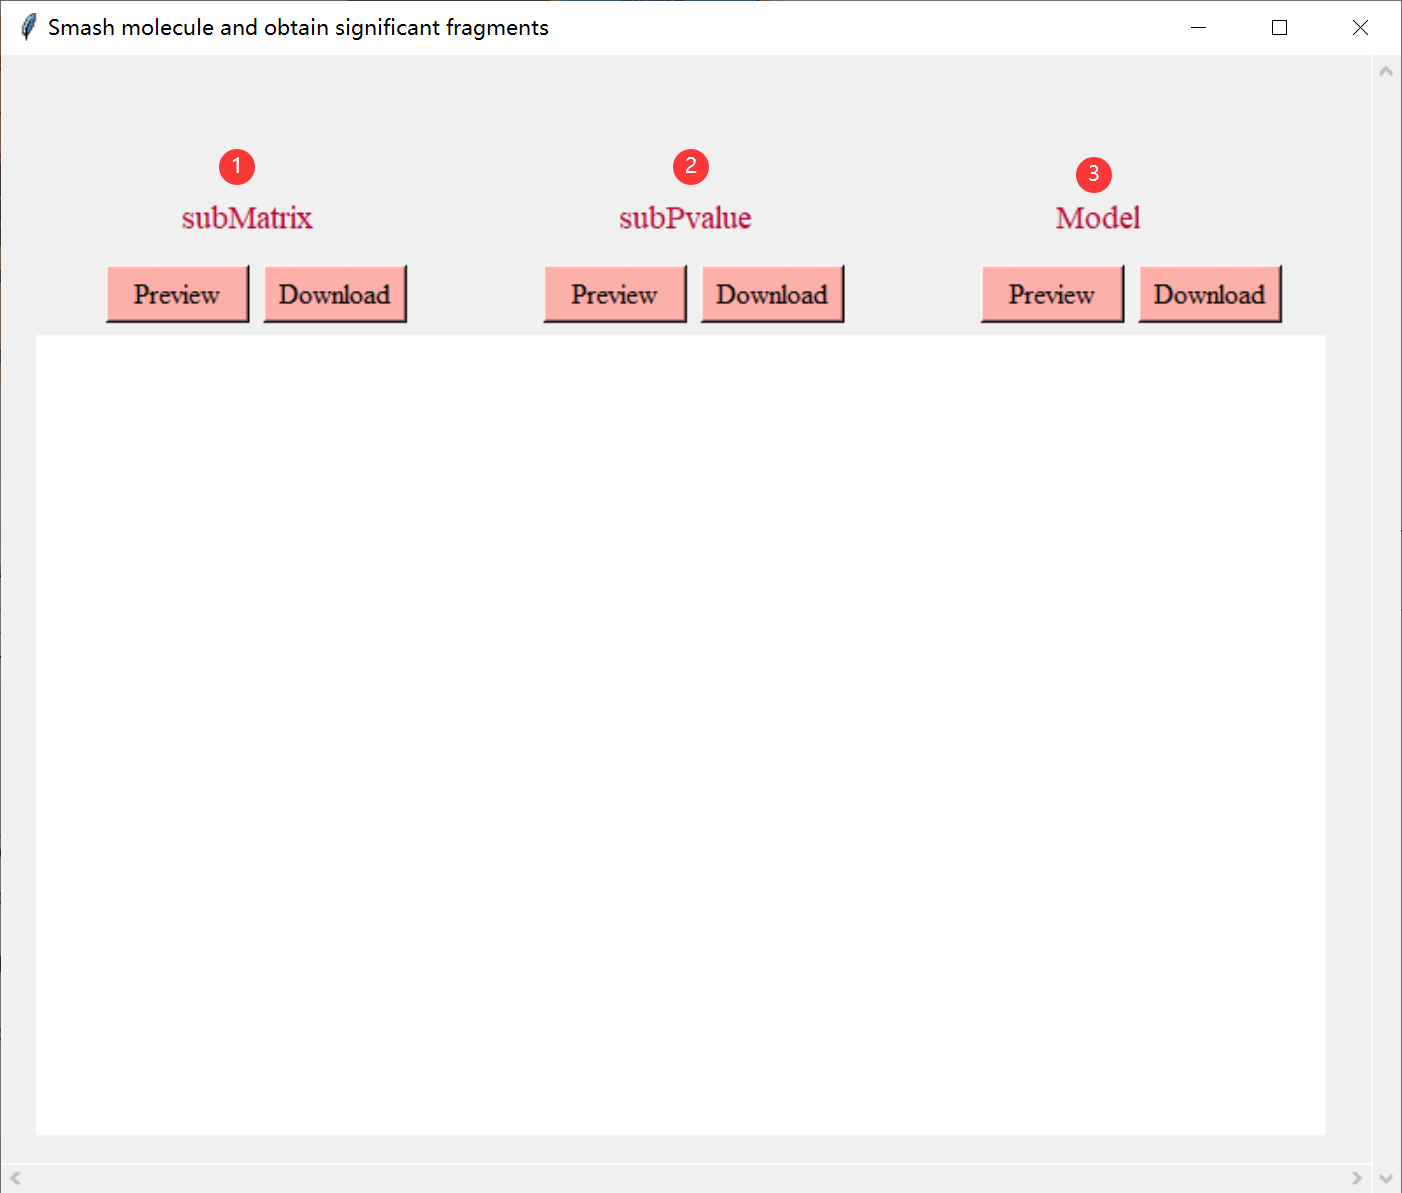 Smash molecule and obtain significant fragments
1 2 3
subMatrix subPvalue Model
Preview Download Preview Download Preview Download